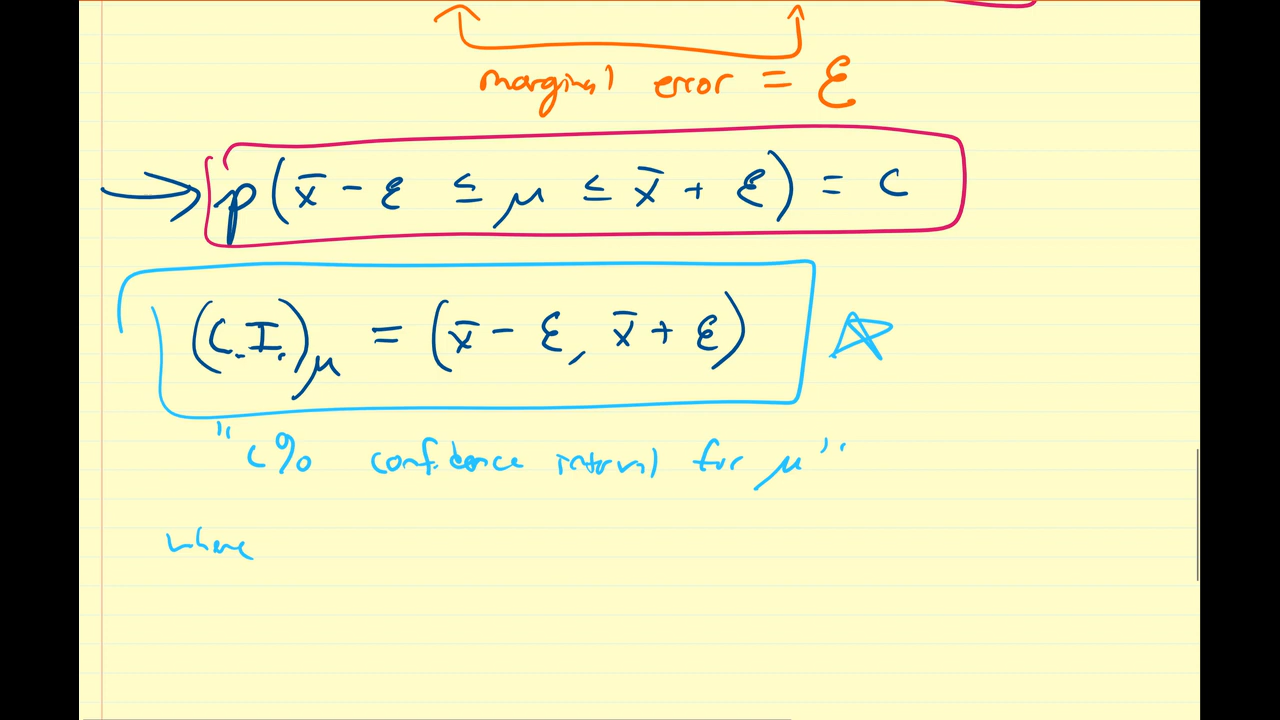 marginal error = ε
p(x̄ - ε ≤ μ ≤ x̄ + ε) = c
(C.I.)μ = (x̄ - ε, x̄ + ε)
"c% confidence interval for μ"
where